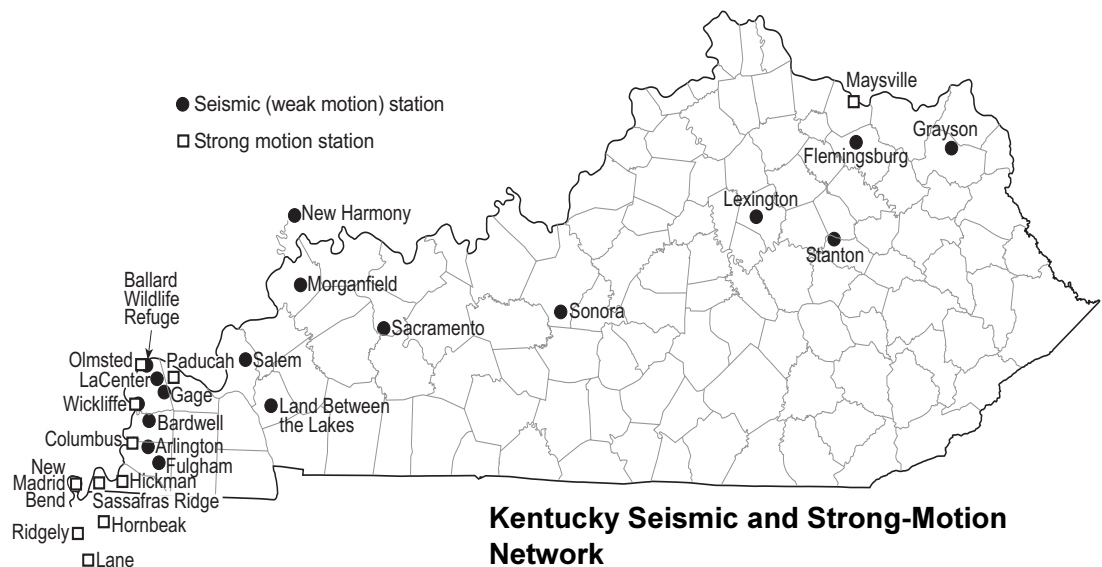 Maysville
Seismic (weak motion) station
Strong motion station
Grayson
Flemingsburg
Lexington
New Harmony
Stanton
Ballard
Wildlife
Refuge
Morganfield
Sonora
Sacramento
Olmsted
Paducah
Salem
LaCenter
Gage
Wickliffe
Land Between
the Lakes
Bardwell
Columbus
Arlington
Fulgham
New
Madrid
Bend
Hickman
Sassafras Ridge
Hornbeak
Ridgely
Lane
Kentucky Seismic and Strong-Motion
Network